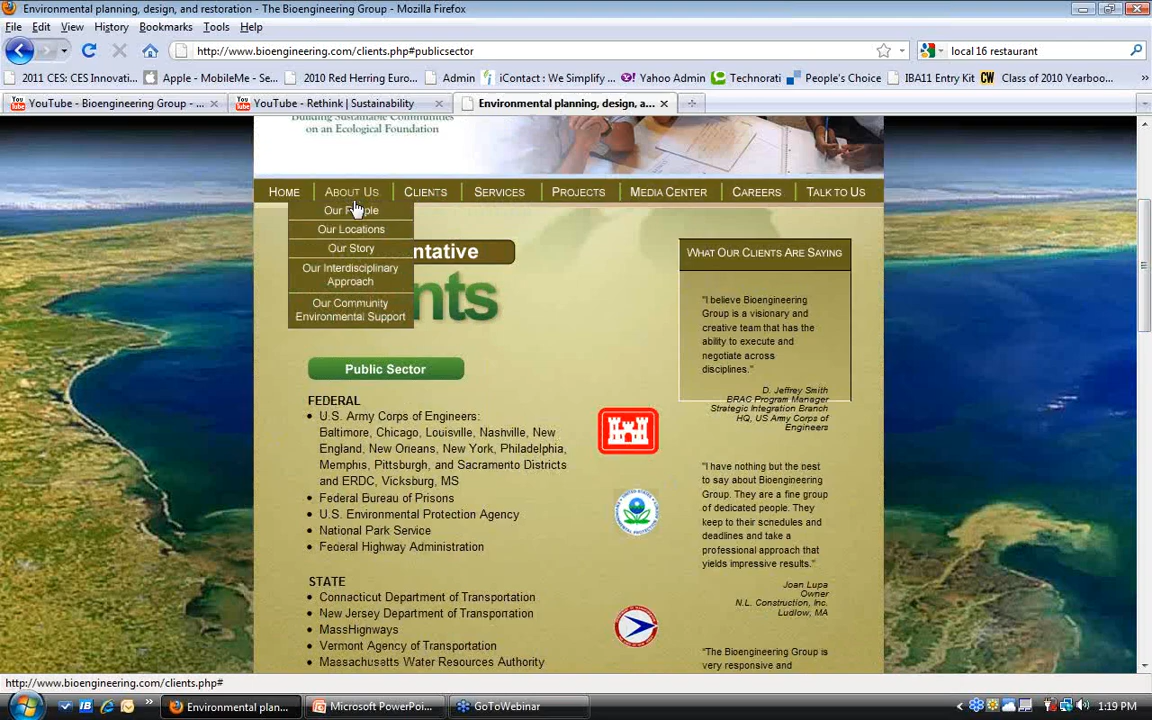 Environmental planning, design, and restoration - The Bioengineering Group - Mozilla Firefox
File Edit View History Bookmarks Tools Help
http://www.bioengineering.com/clients.php#publicsector
local 16 restaurant
2011 CES: CES Innovati... Apple - MobileMe - Se... 2010 Red Herring Euro... Admin iContact : We Simplify ... Yahoo Admin Technorati People's Choice IBA11 Entry Kit CW Class of 2010 Yearboo... »
YouTube - Bioengineering Group - ... YouTube - Rethink | Sustainability Environmental planning, design, a...
Building Sustainable Communities
on an Ecological Foundation
HOME ABOUT US CLIENTS SERVICES PROJECTS MEDIA CENTER CAREERS TALK TO US
Our People
Our Locations
Our Story
Our Interdisciplinary
Approach
Our Community
Environmental Support
ntative
nts
Public Sector
FEDERAL
• U.S. Army Corps of Engineers:
Baltimore, Chicago, Louisville, Nashville, New
England, New Orleans, New York, Philadelphia,
Memphis, Pittsburgh, and Sacramento Districts
and ERDC, Vicksburg, MS
• Federal Bureau of Prisons
• U.S. Environmental Protection Agency
• National Park Service
• Federal Highway Administration
STATE
• Connecticut Department of Transportation
• New Jersey Department of Transportation
• MassHighways
• Vermont Agency of Transportation
• Massachusetts Water Resources Authority
WHAT OUR CLIENTS ARE SAYING
"I believe Bioengineering
Group is a visionary and
creative team that has the
ability to execute and
negotiate across
disciplines."
D. Jeffrey Smith
BRAC Program Manager
Strategic Integration Branch
HQ, US Army Corps of
Engineers
"I have nothing but the nest
to say about Bioengineering
Group. They are a fine group
of dedicated people. They
keep to their schedules and
deadlines and take a
professional approach that
yields impressive results."
Joan Lupa
Owner
N.L. Construction, Inc.
Ludlow, MA
"The Bioengineering Group is
very responsive and
http://www.bioengineering.com/clients.php#
IB » Environmental plan... Microsoft PowerPoi... GoToWebinar 1:19 PM